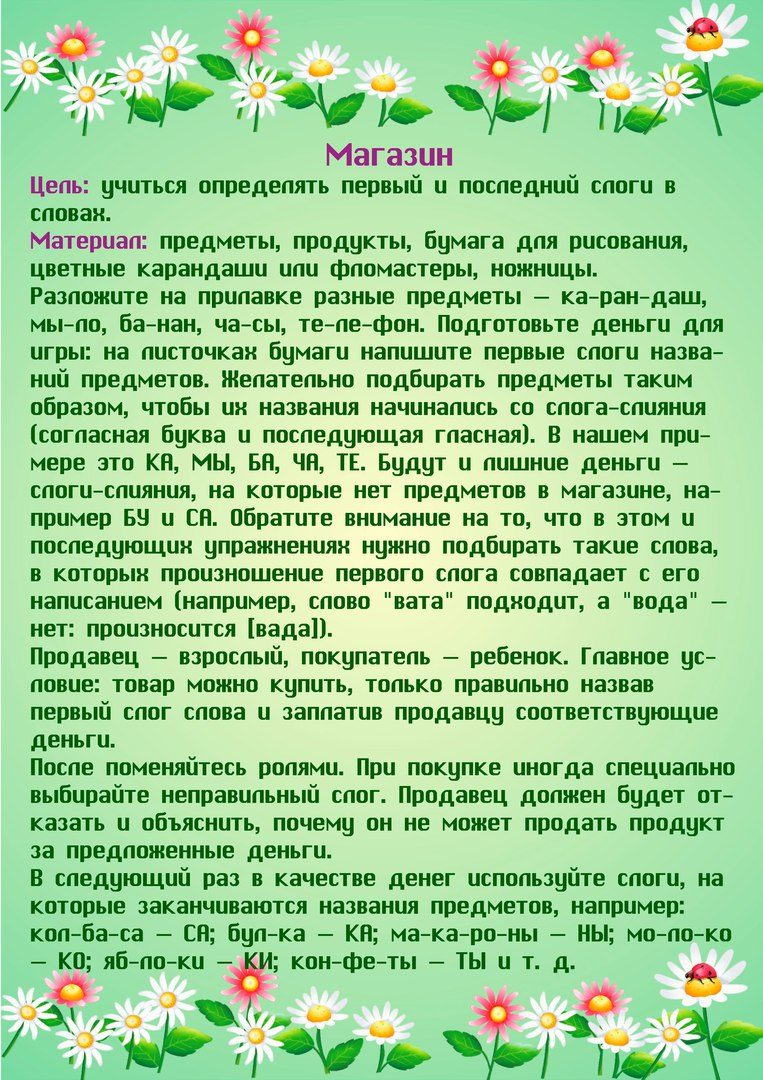 Магазин
Цель: учиться определять первый и последний слоги в
словах.
Материал: предметы, продукты, бумага для рисования,
цветные карандаши или фломастеры, ножницы.
Разложите на прилавке разные предметы — ка-ран-даш,
мы-ло, ба-нан, ча-сы, те-ле-фон. Подготовьте деньги для
игры: на листочках бумаги напишите первые слоги назва-
ний предметов. Желательно подбирать предметы таким
образом, чтобы их названия начинались со слога-слияния
(согласная буква и последующая гласная). В нашем при-
мере это КА, МЫ, БА, ЧА, ТЕ. Будут и лишние деньги —
слоги-слияния, на которые нет предметов в магазине, на-
пример БУ и СА. Обратите внимание на то, что в этом и
последующих упражнениях нужно подбирать такие слова,
в которых произношение первого слога совпадает с его
написанием (например, слово "вата" подходит, а "вода" —
нет: произносится [вада]).
Продавец — взрослый, покупатель — ребенок. Главное ус-
ловие: товар можно купить, только правильно назвав
первый слог слова и заплатив продавцу соответствующие
деньги.
После поменяйтесь ролями. При покупке иногда специально
выбирайте неправильный слог. Продавец должен будет от-
казать и объяснить, почему он не может продать продукт
за предложенные деньги.
В следующий раз в качестве денег используйте слоги, на
которые заканчиваются названия предметов, например:
кол-ба-са — СА; бул-ка — КА; ма-ка-ро-ны — НЫ; мо-ло-ко
— КО; яб-ло-ки — КИ; кон-фе-ты — ТЫ и т. д.